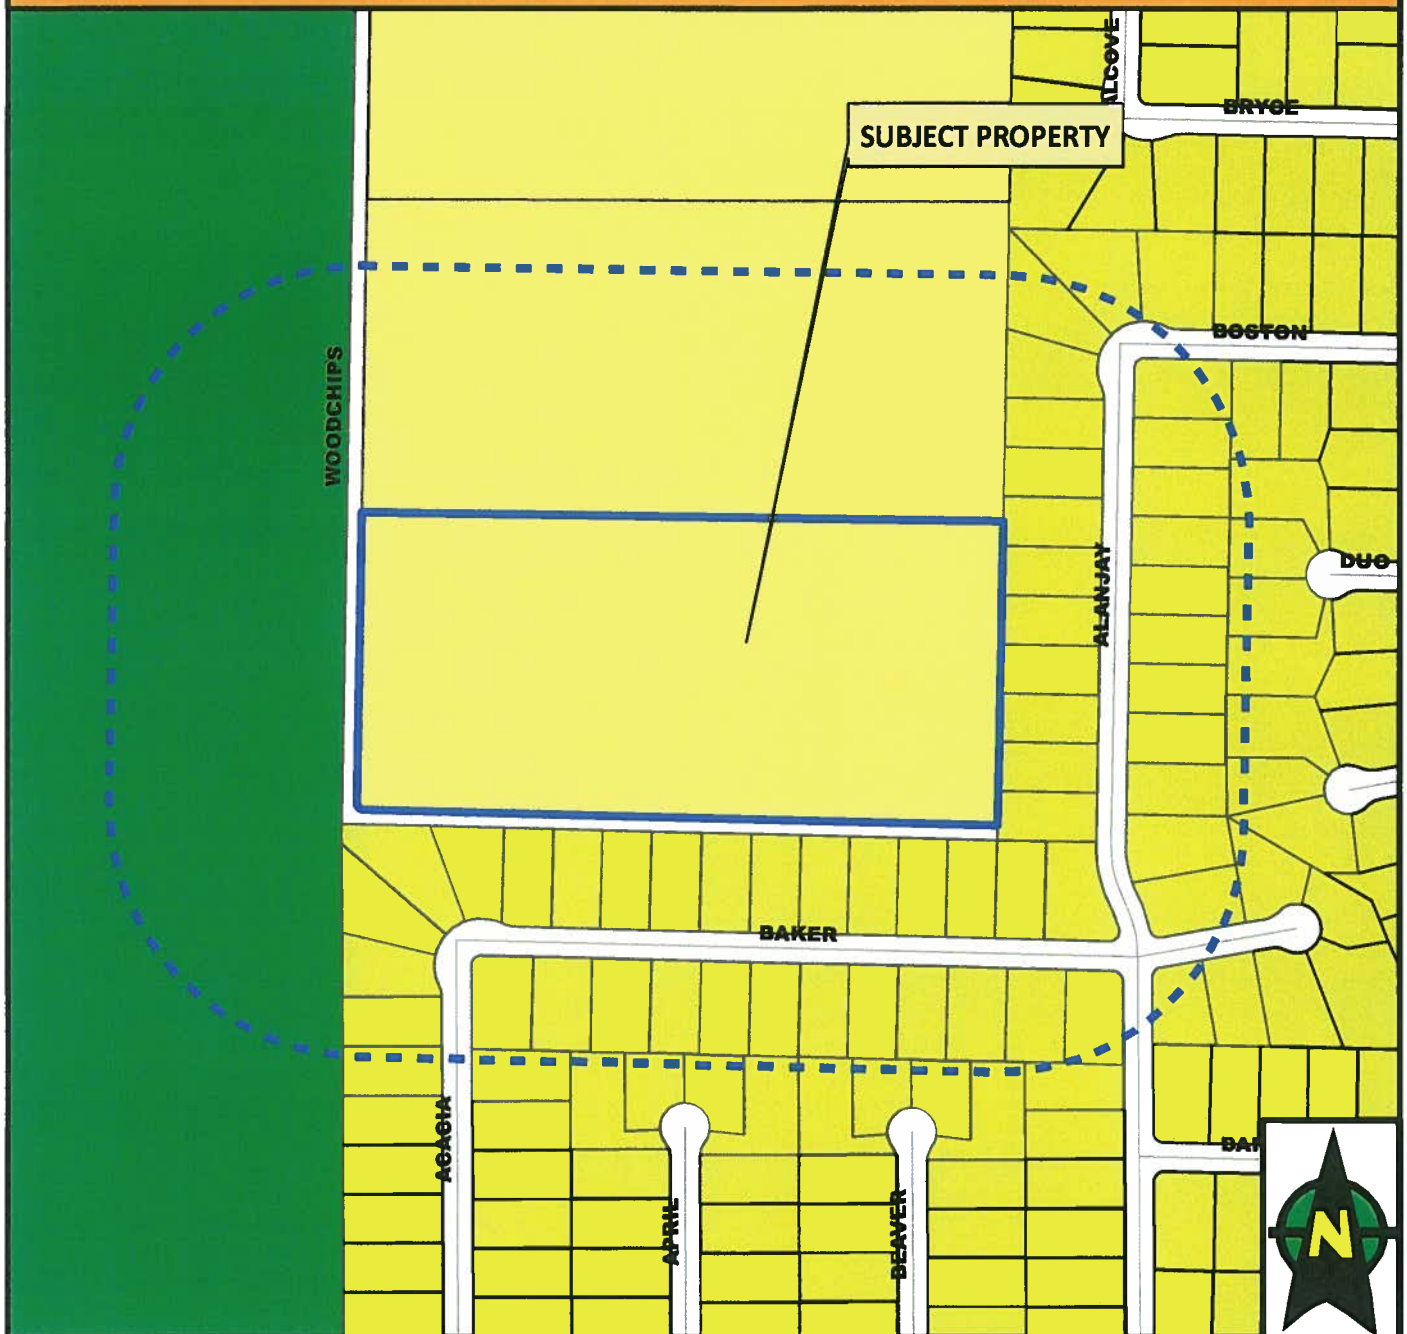 ALCOVE
BRYCE
SUBJECT PROPERTY
BOSTON
WOODCHIPS
DUO
ALANJAY
BAKER
ACACIA
APRIL
BEAVER
N